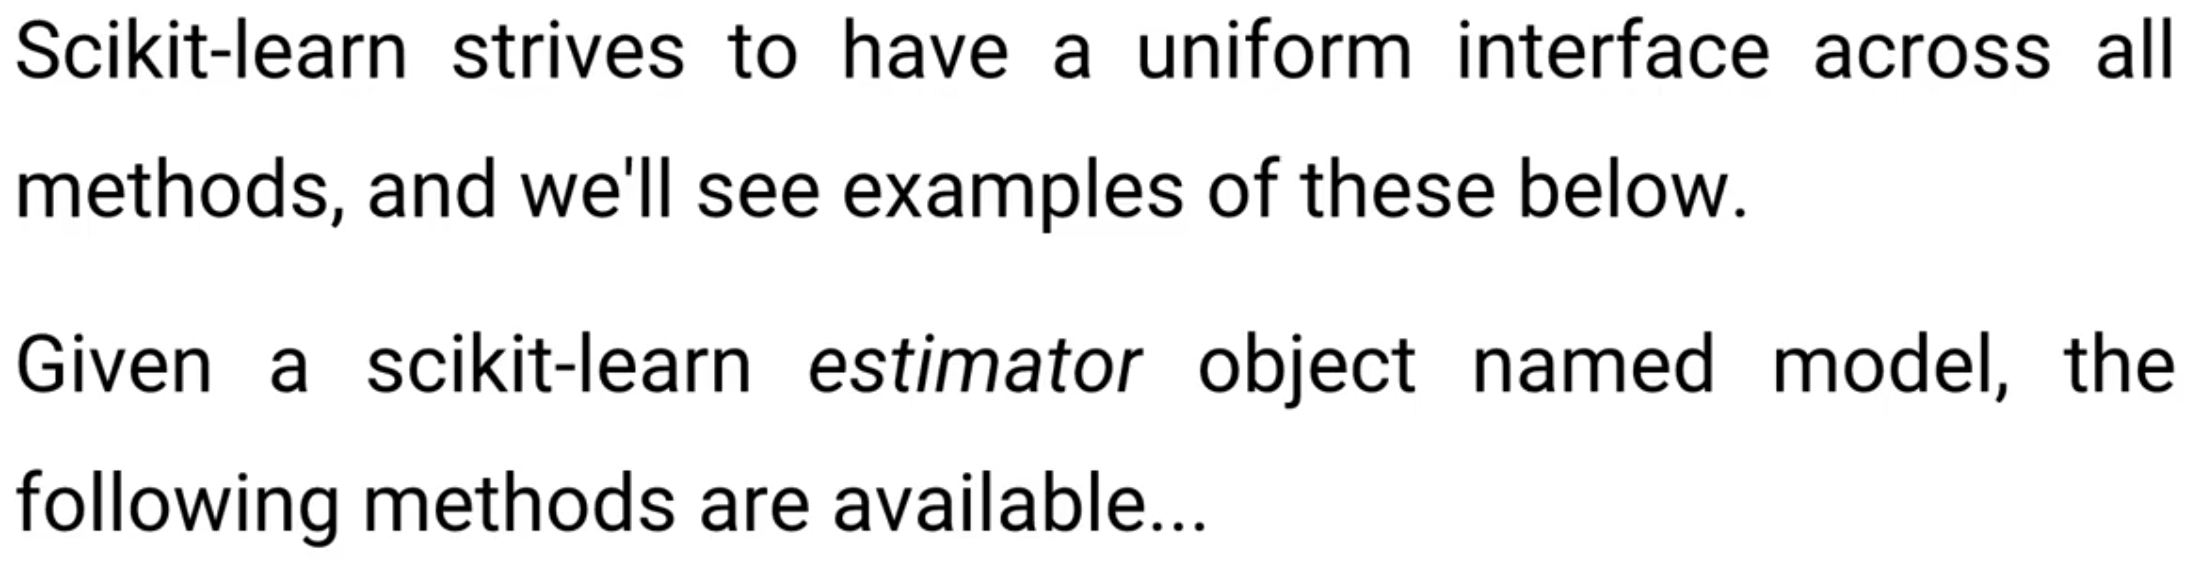 Scikit-learn strives to have a uniform interface across all
methods, and we'll see examples of these below.
Given a scikit-learn estimator object named model, the
following methods are available...